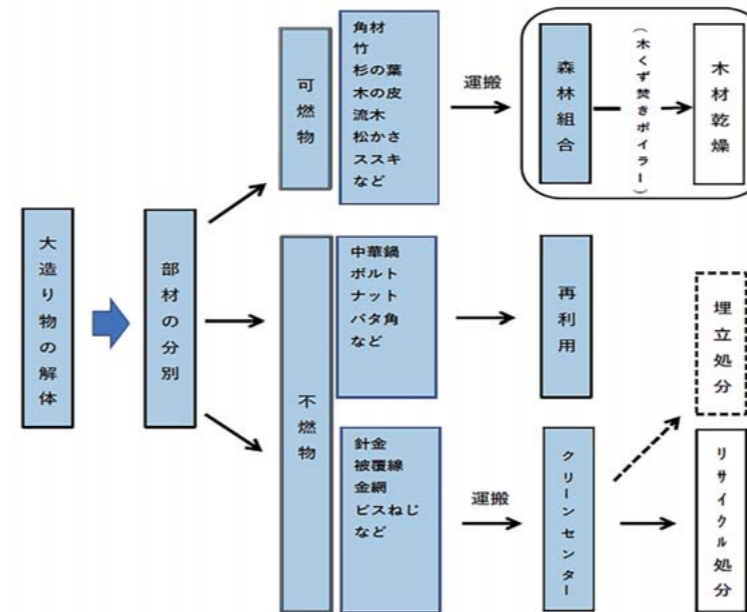 大造り物の解体
部材の分別
可燃物
角材
竹
杉の葉
木の皮
流木
松かさ
ススキ
など
運搬
森林組合
(木くず焚きボイラー)
木材乾燥
不燃物
中華鍋
ボルト
ナット
バタ角
など
再利用
針金
被覆線
金網
ビスねじ
など
運搬
クリーンセンター
埋立処分
リサイクル処分